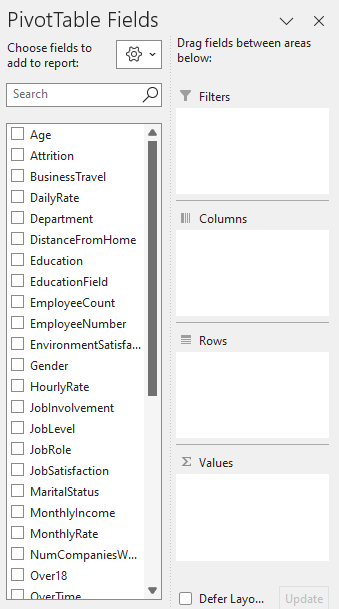 PivotTable Fields
Choose fields to
add to report:
Search
Age
Attrition
BusinessTravel
DailyRate
Department
DistanceFromHome
Education
EducationField
EmployeeCount
EmployeeNumber
EnvironmentSatisfa...
Gender
HourlyRate
JobInvolvement
JobLevel
JobRole
JobSatisfaction
MaritalStatus
MonthlyIncome
MonthlyRate
NumCompaniesW...
Over18
OverTime
Drag fields between areas
below:
Filters
Columns
Rows
Σ Values
Defer Layo...
Update